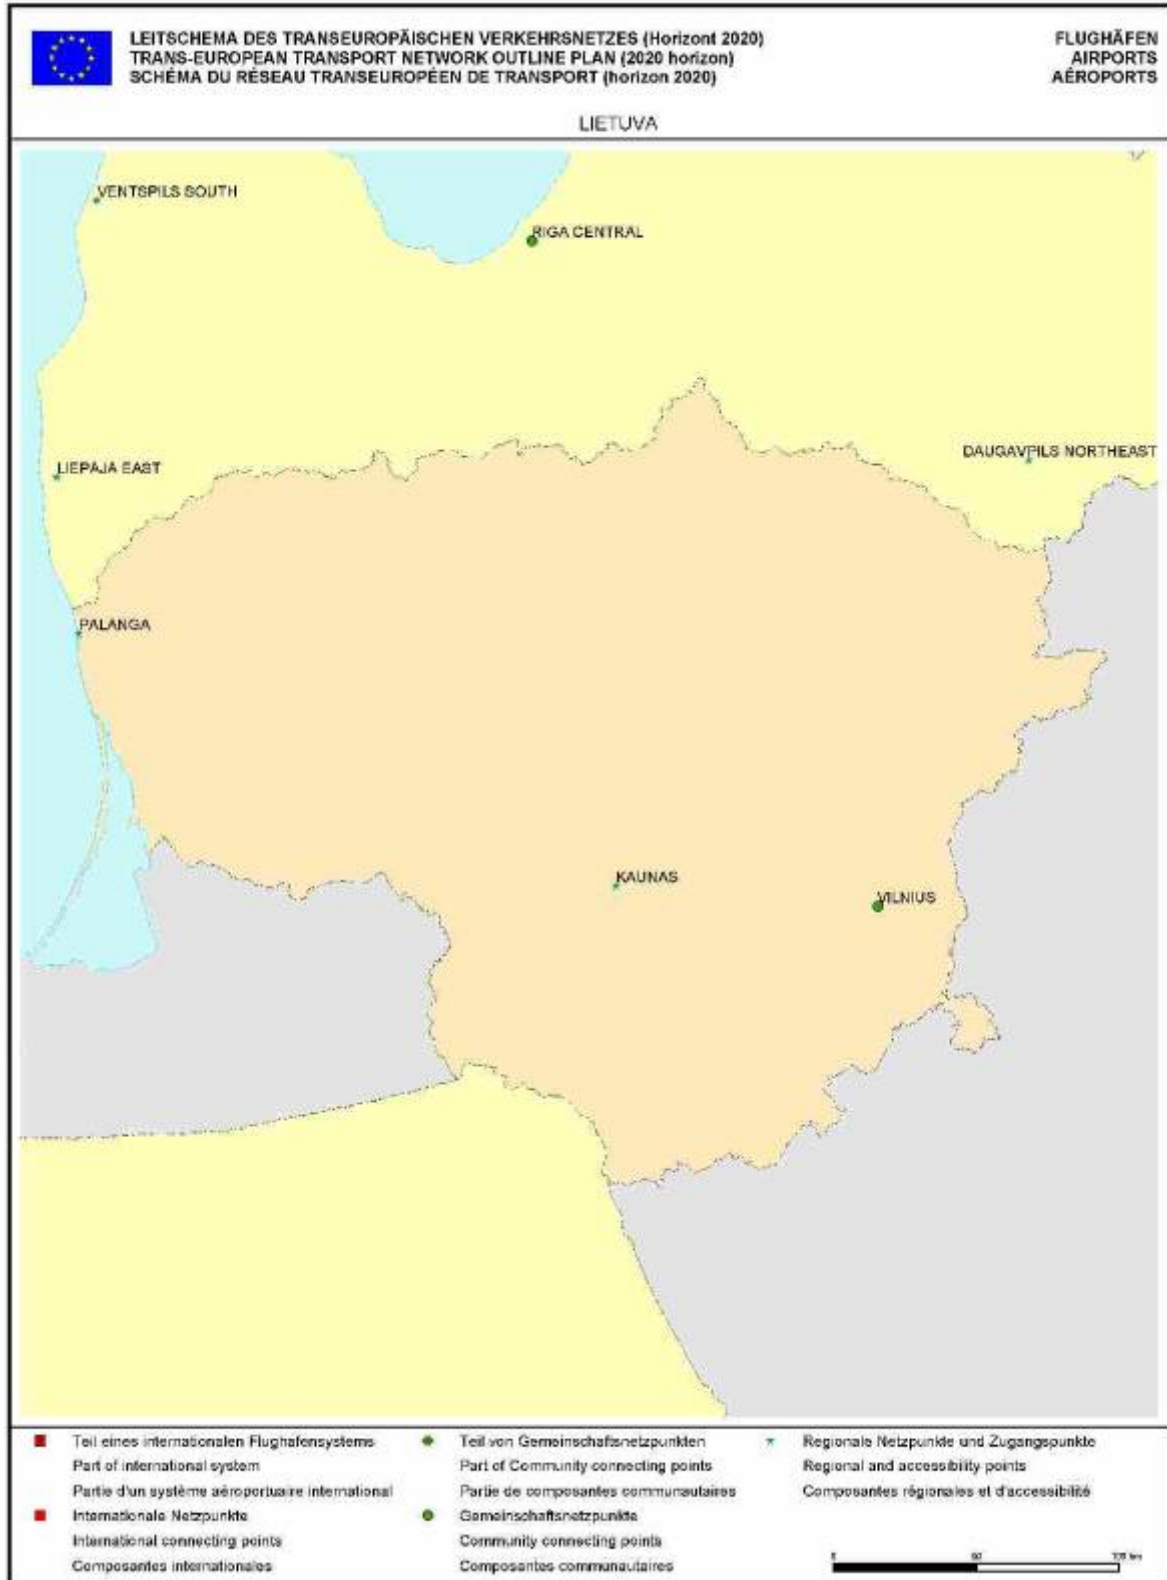 LEITSCHEMA DES TRANSEUROPÄISCHEN VERKEHRSNETZES (Horizont 2020)
TRANS-EUROPEAN TRANSPORT NETWORK OUTLINE PLAN (2020 horizon)
SCHÉMA DU RÉSEAU TRANSEUROPÉEN DE TRANSPORT (horizon 2020)
FLUGHÄFEN
AIRPORTS
AÉROPORTS
LIETUVA
VENTSPILS SOUTH
RIGA CENTRAL
LIEPAJA EAST
DAUGAVPILS NORTHEAST
PALANGA
KAUNAS
VILNIUS
Teil eines internationalen Flughafensystems
Part of international system
Partie d'un système aéroportuaire international
Internationale Netzpunkte
International connecting points
Composantes internationales
Teil von Gemeinschaftsnetzpunkten
Part of Community connecting points
Partie de composantes communautaires
Gemeinschaftsnetzpunkte
Community connecting points
Composantes communautaires
Regionale Netzpunkte und Zugangspunkte
Regional and accessibility points
Composantes régionales et d'accessibilité
0 50 100 km